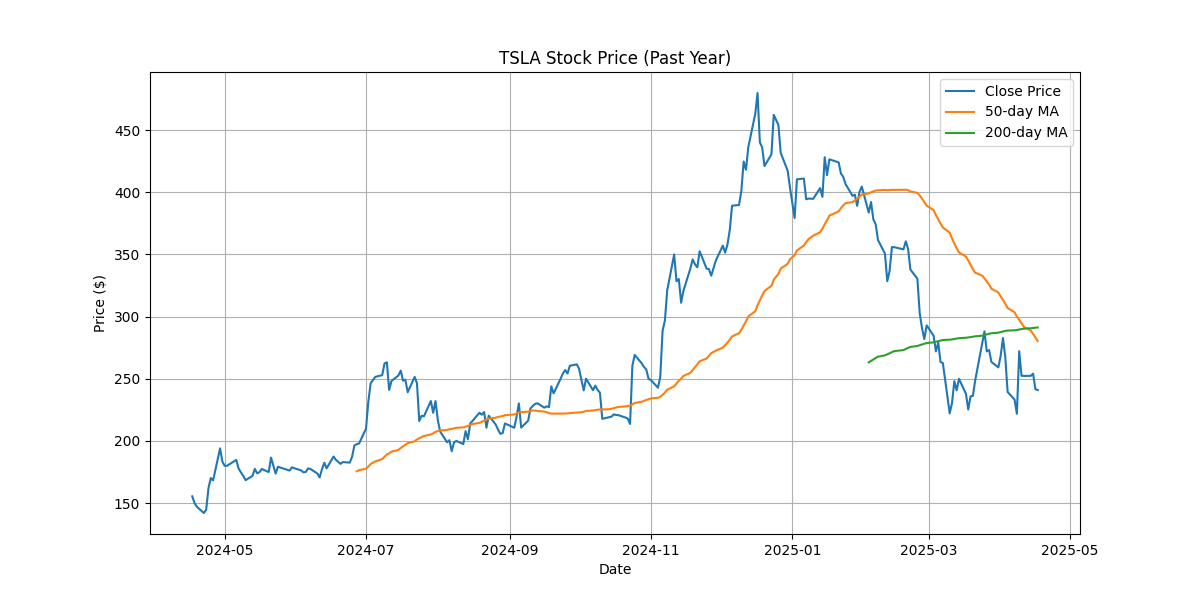 TSLA Stock Price (Past Year)
Close Price
50-day MA
200-day MA
Price ($)
450
400
350
300
250
200
150
2024-05
2024-07
2024-09
2024-11
2025-01
2025-03
2025-05
Date